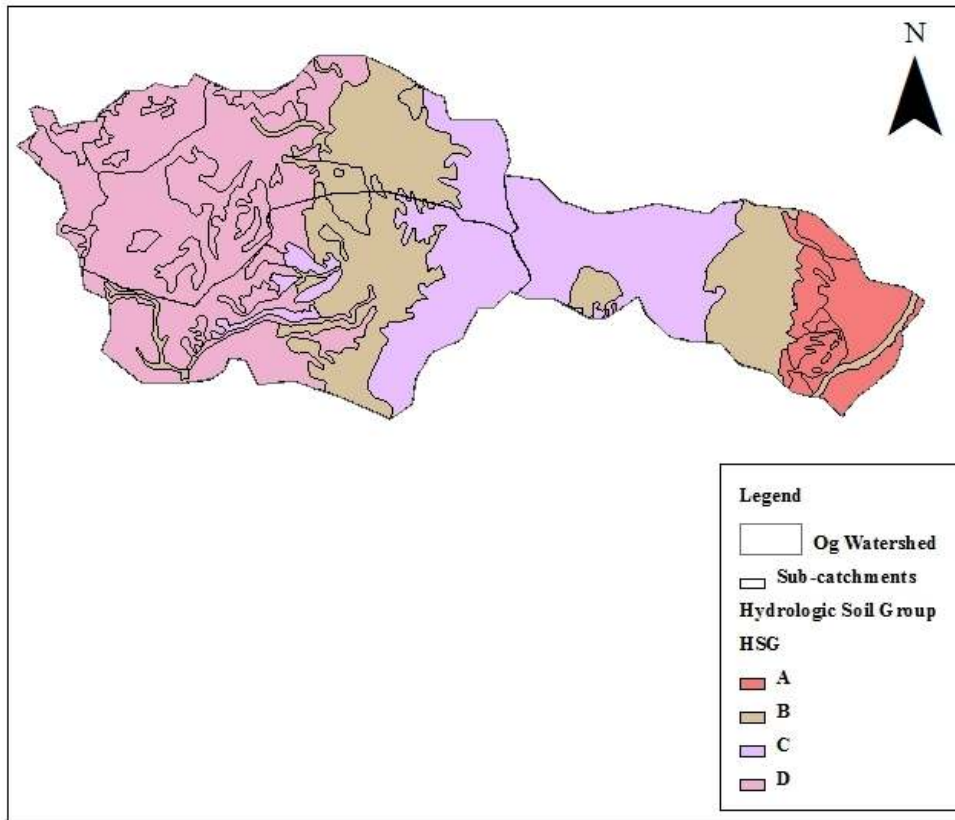 N
Legend
Og Watershed
Sub-catchments
Hydrologic Soil Group
HSG
A
B
C
D